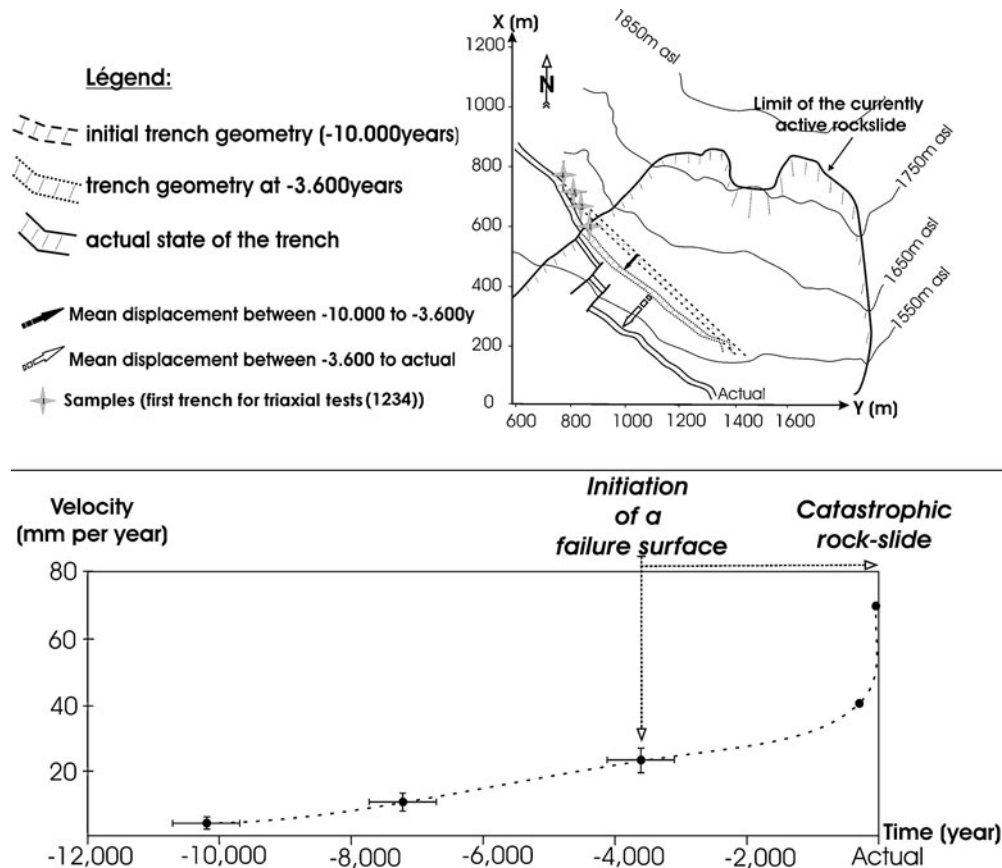 Légend:
initial trench geometry (-10.000years)
trench geometry at -3.600years
actual state of the trench
Mean displacement between -10.000 to -3.600y
Mean displacement between -3.600 to actual
Samples (first trench for triaxial tests (1234))
X (m)
1200
1000
800
600
400
200
0
N
1850m asl
Limit of the currently
active rockslide
1750m asl
1650m asl
1550m asl
Actual
Y (m)
600 800 1000 1200 1400 1600
Velocity
(mm per year)
Initiation
of a
failure surface
Catastrophic
rock-slide
80
60
40
20
Time (year)
-12,000 -10,000 -8,000 -6,000 -4,000 -2,000 Actual